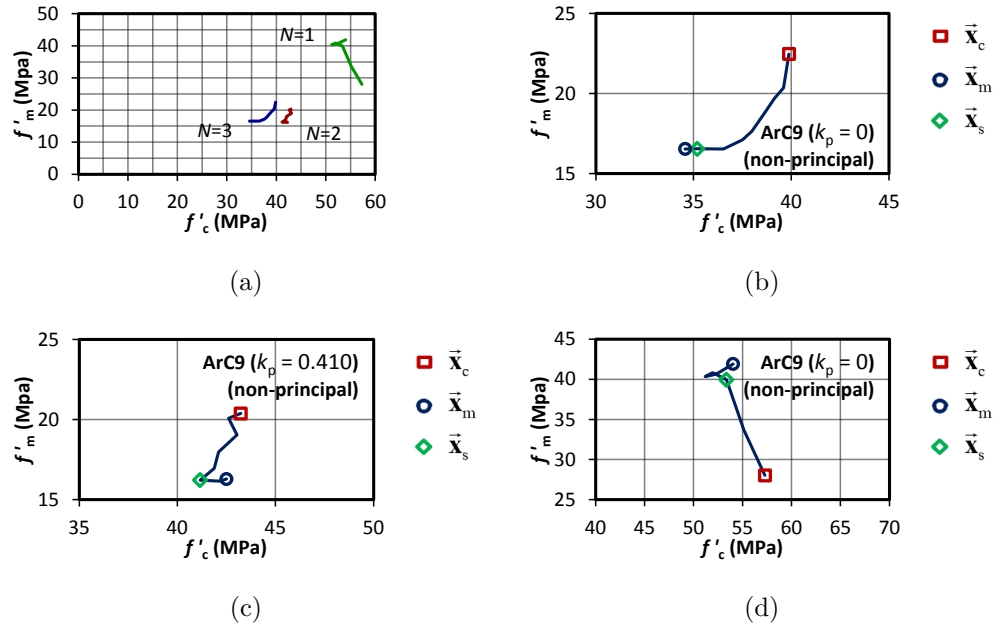 f ′m (Mpa)
50
40
30
20
10
0
N=1
N=3
N=2
0 10 20 30 40 50 60
f ′c (MPa)
(a)
f ′m (Mpa)
25
20
15
ArC9 (kp = 0)
(non-principal)
30 35 40 45
f ′c (MPa)
x⃗c
x⃗m
x⃗s
(b)
f ′m (Mpa)
25
20
15
ArC9 (kp = 0.410)
(non-principal)
35 40 45 50
f ′c (MPa)
x⃗c
x⃗m
x⃗s
(c)
f ′m (Mpa)
45
40
35
30
25
ArC9 (kp = 0)
(non-principal)
40 45 50 55 60 65 70
f ′c (MPa)
x⃗c
x⃗m
x⃗s
(d)